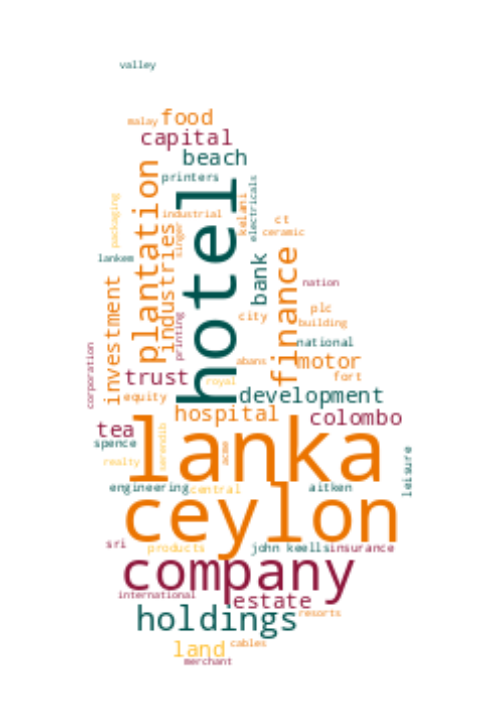 valley
malay
food
capital
beach
printers
plantation
hotel
electricals
packaging
industrial
kelani
singer
industries
ct
ceramic
lankem
bank
finance
investment
nation
plc
city
building
printing
national
corporation
abans
motor
trust
royal
fort
equity
development
hospital
colombo
tea
lanka
spence
serendib
acme
leisure
realty
engineering
central
aitken
ceylon
sri
products
john keells
insurance
company
international
estate
holdings
resorts
land
cables
merchant